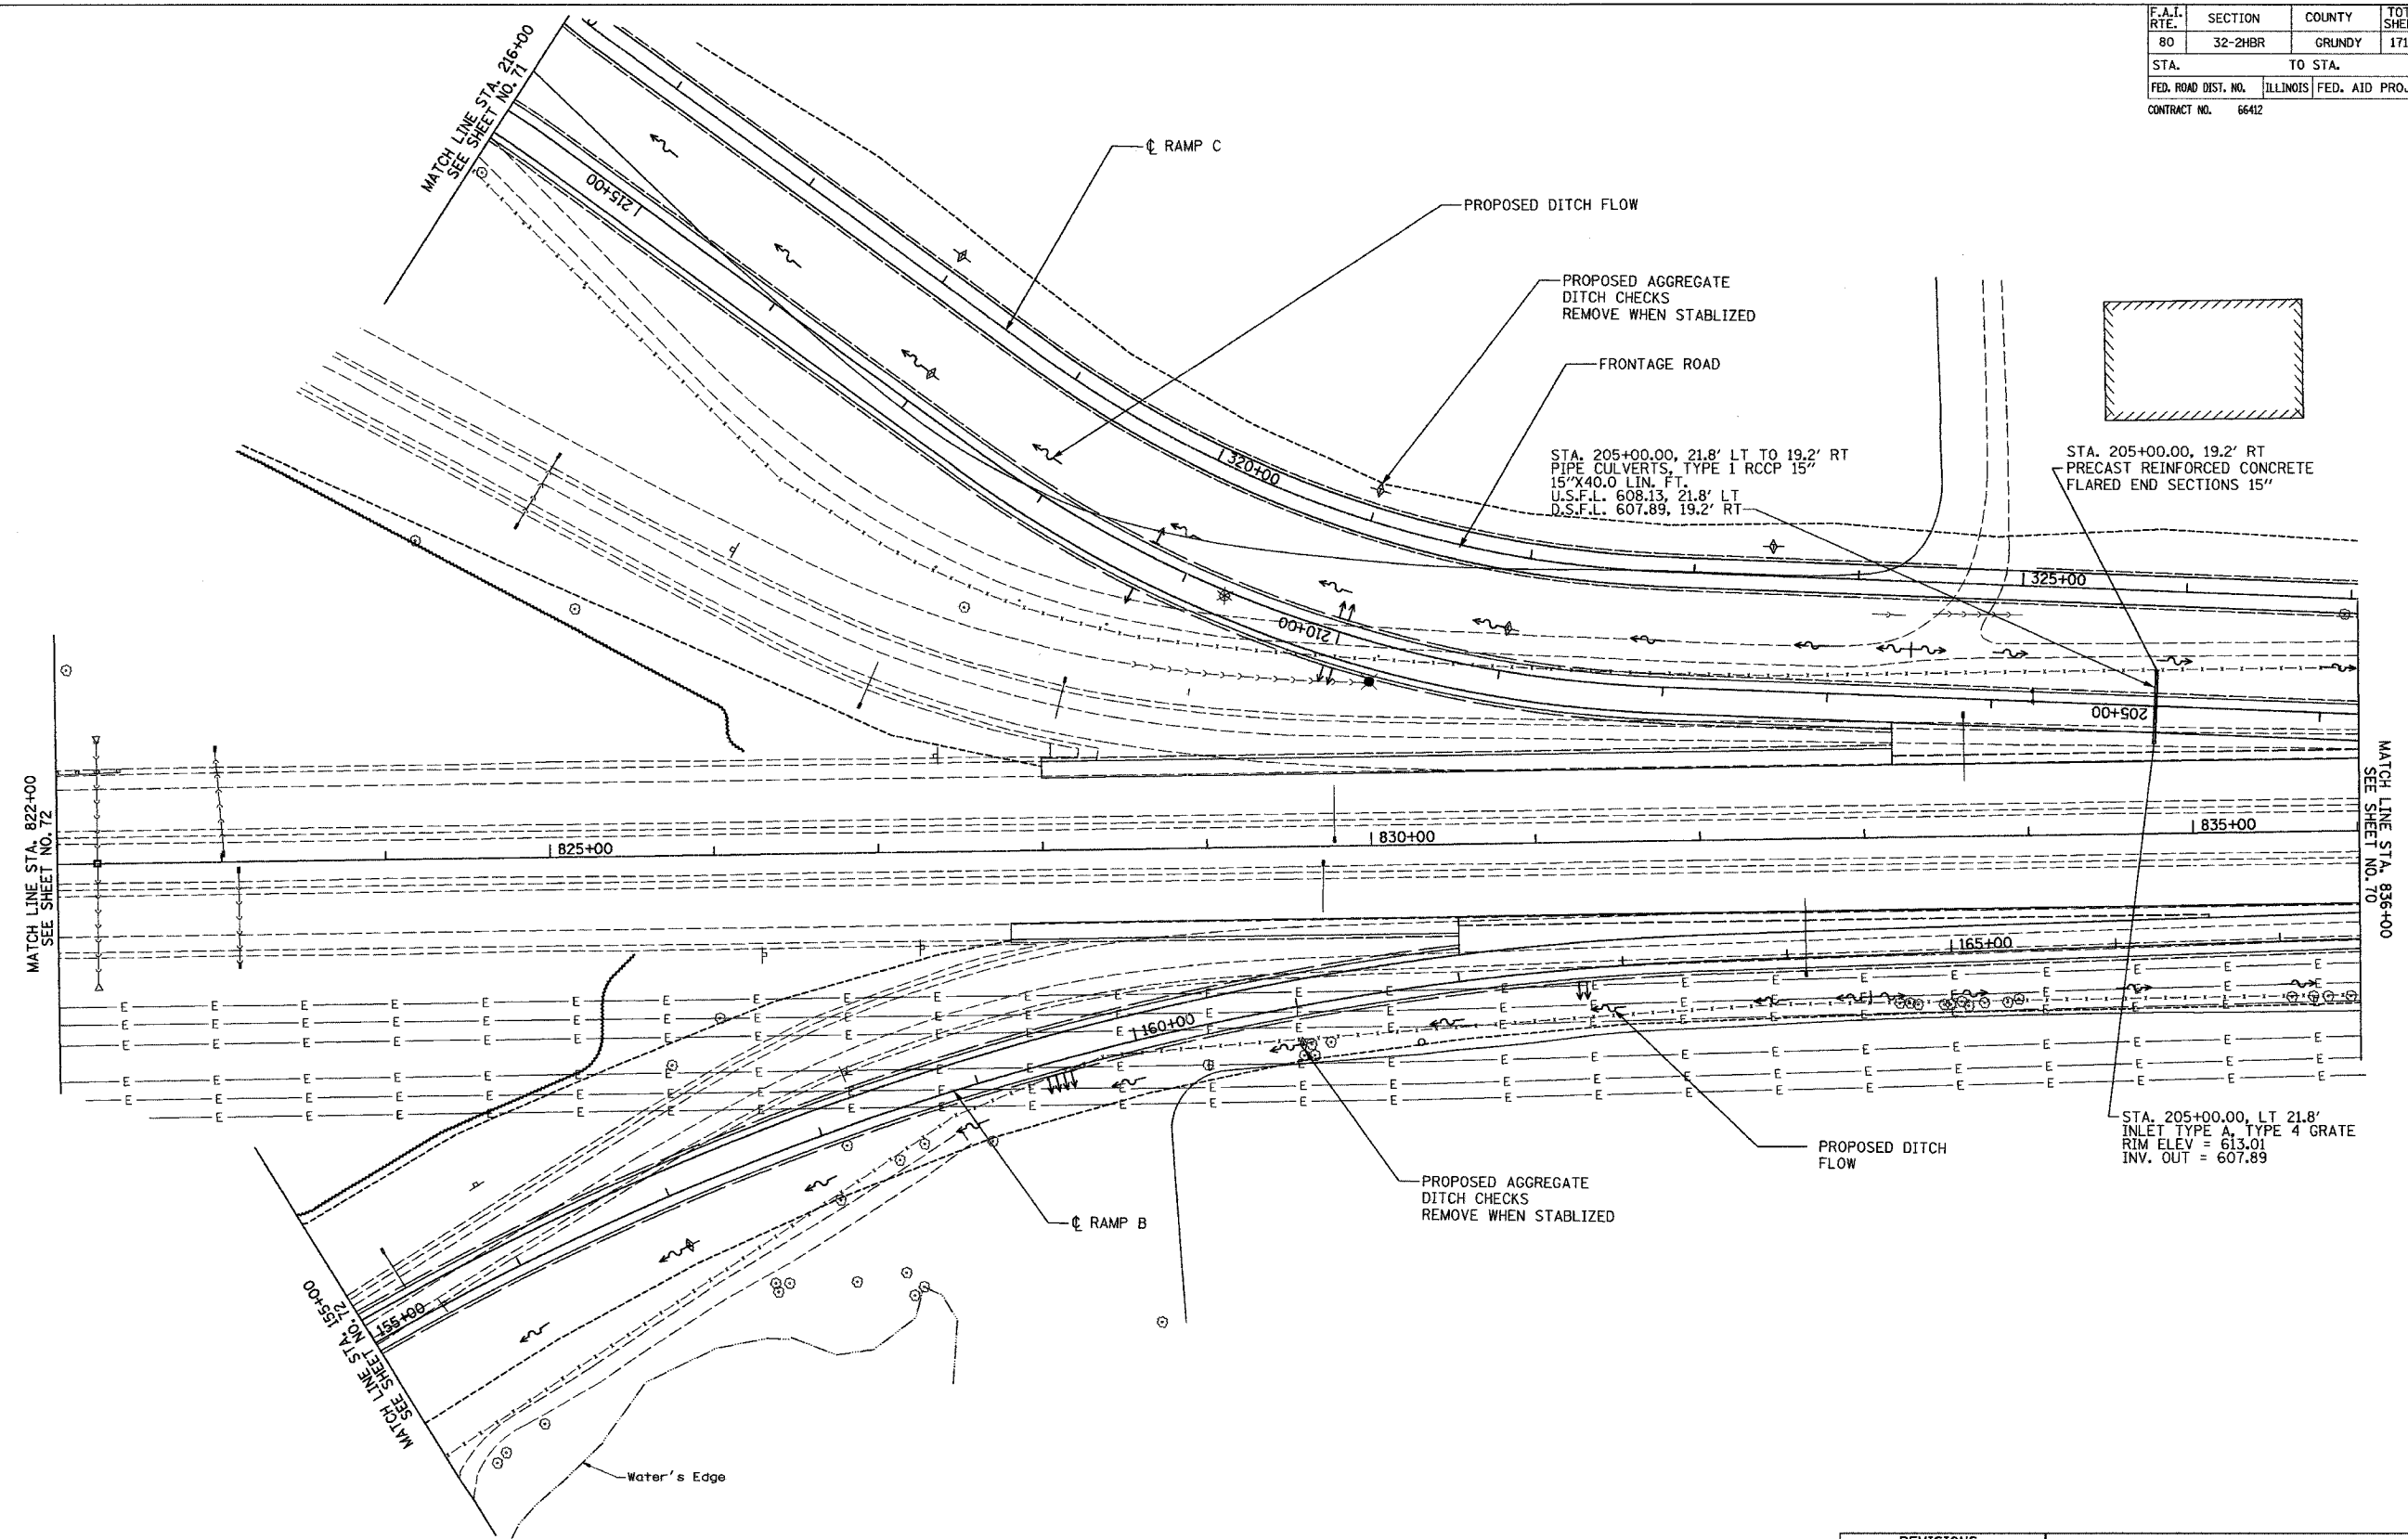 F.A.I. RTE. SECTION COUNTY
80 32-2HBR GRUNDY 171
STA. TO STA.
FED. ROAD DIST. NO. ILLINOIS FED. AID PROJ.
CONTRACT NO. 66412
MATCH LINE STA. 216+00
SEE SHEET NO. 71
℄ RAMP C
215+00
PROPOSED DITCH FLOW
PROPOSED AGGREGATE
DITCH CHECKS
REMOVE WHEN STABLIZED
FRONTAGE ROAD
320+00
STA. 205+00.00, 21.8' LT TO 19.2' RT
PIPE CULVERTS, TYPE 1 RCCP 15"
15"X40.0 LIN. FT.
U.S.F.L. 608.13, 21.8' LT
D.S.F.L. 607.89, 19.2' RT
STA. 205+00.00, 19.2' RT
PRECAST REINFORCED CONCRETE
FLARED END SECTIONS 15"
325+00
210+00
205+00
MATCH LINE STA. 822+00
SEE SHEET NO. 72
825+00
830+00
835+00
MATCH LINE STA. 836+00
SEE SHEET NO. 70
165+00
160+00
E E E E E E E E E E E E E E E E E E E E E E E E E
STA. 205+00.00, LT 21.8'
INLET TYPE A, TYPE 4 GRATE
RIM ELEV = 613.01
INV. OUT = 607.89
PROPOSED DITCH
FLOW
PROPOSED AGGREGATE
DITCH CHECKS
REMOVE WHEN STABLIZED
℄ RAMP B
155+00
MATCH LINE STA. 155+00
SEE SHEET NO. 72
Water's Edge
REVISIONS